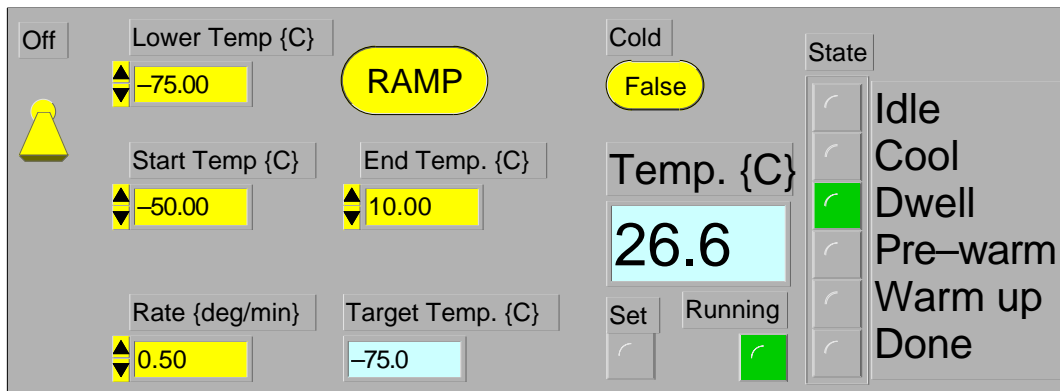 Off
Lower Temp {C}
–75.00
RAMP
Cold
False
State
Idle
Cool
Dwell
Pre–warm
Warm up
Done
Start Temp {C}
–50.00
End Temp. {C}
10.00
Temp. {C}
26.6
Rate {deg/min}
0.50
Target Temp. {C}
–75.0
Set
Running